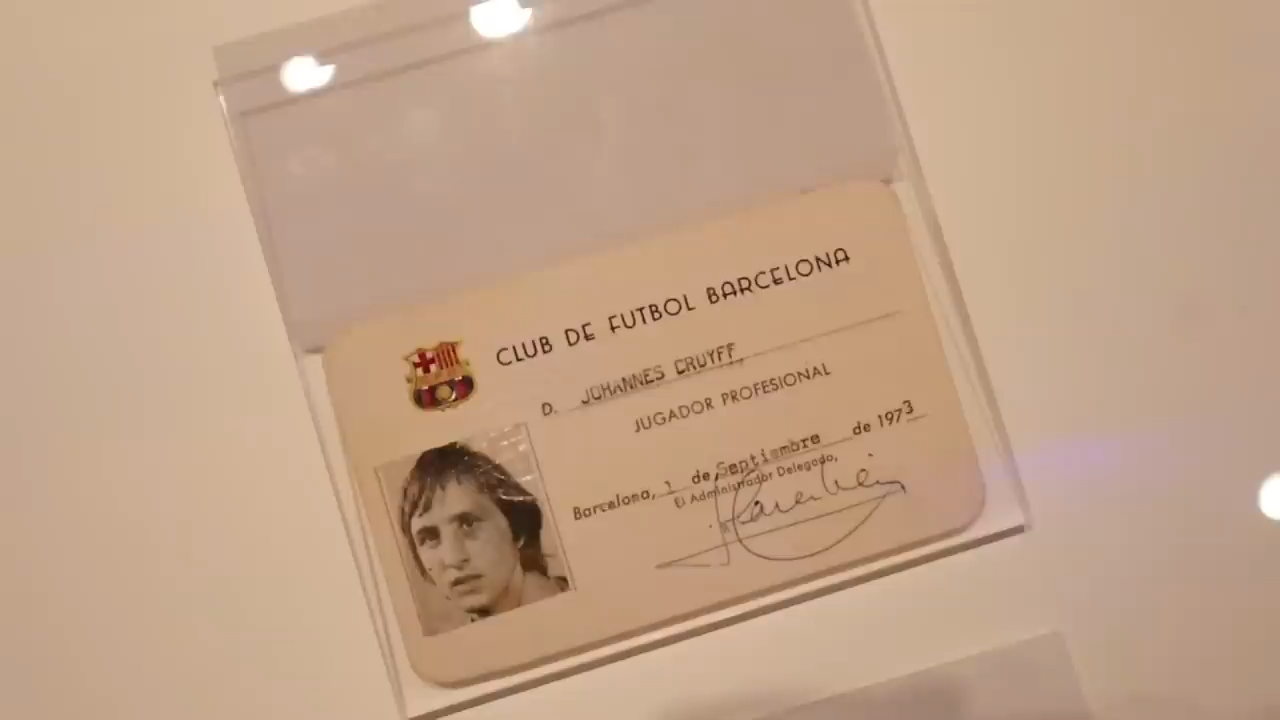 CLUB DE FUTBOL BARCELONA
D. JOHANNES CRUYFF,
JUGADOR PROFESIONAL
Barcelona, 1 de Septiembre de 1973
El Administrador Delegado,